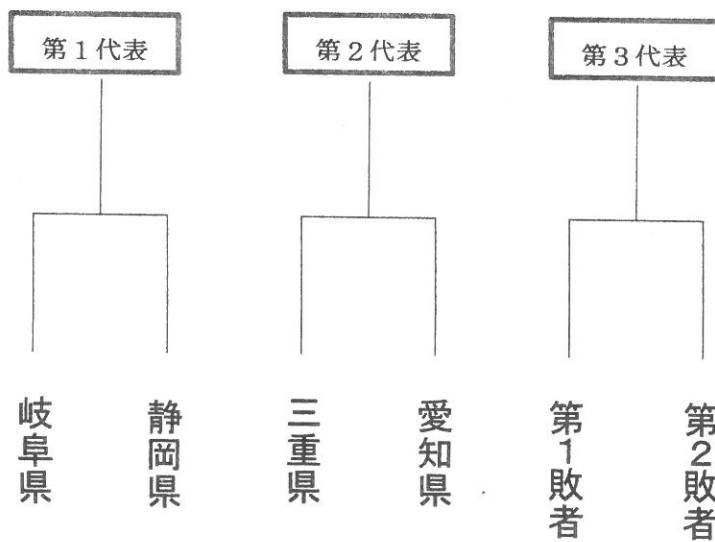 第1代表
第2代表
第3代表
岐阜県
静岡県
三重県
愛知県
第1敗者
第2敗者